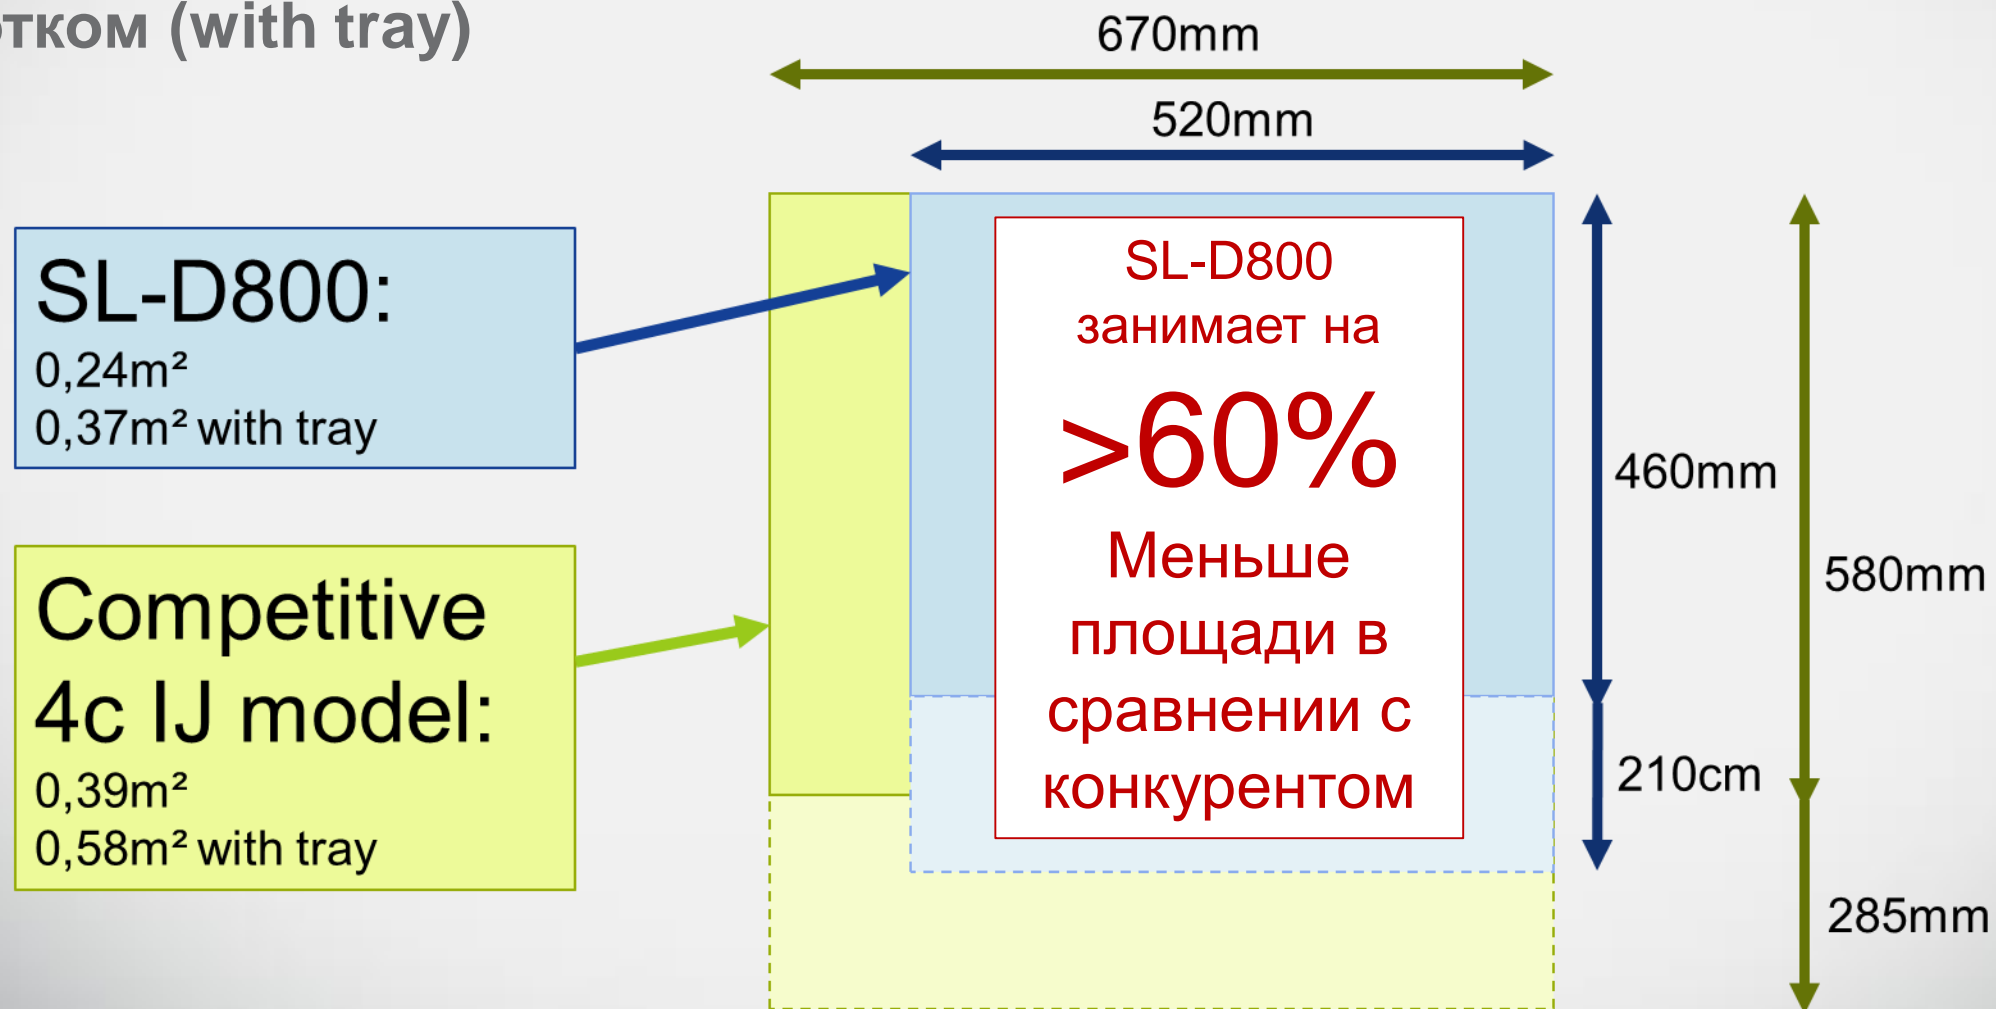 (with tray)
670mm
520mm
SL-D800:
0,24m²
0,37m² with tray
Competitive
4c IJ model:
0,39m²
0,58m² with tray
SL-D800
занимает на
>60%
Меньше
площади в
сравнении с
конкурентом
460mm
210cm
580mm
285mm